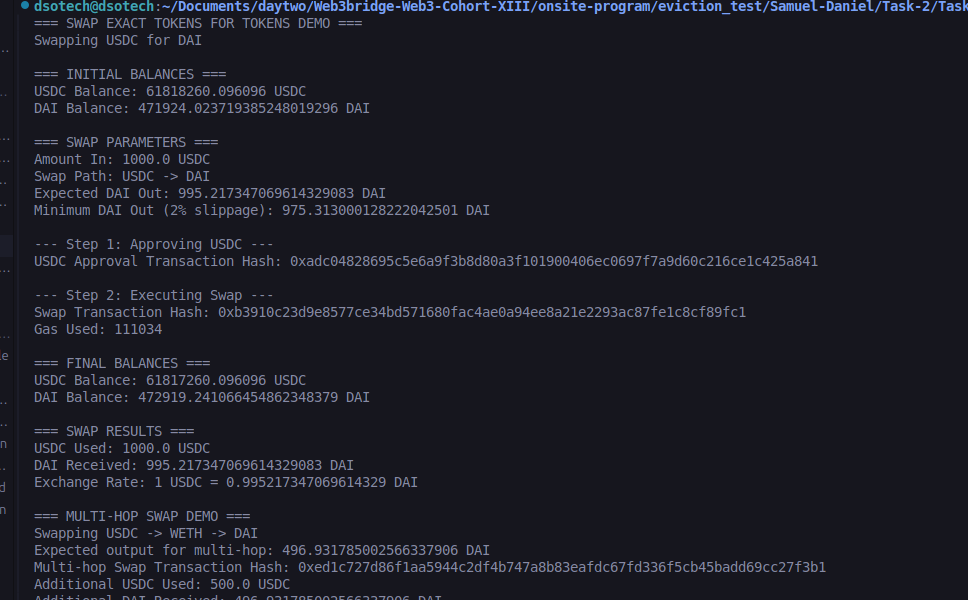 dsotech@dsotech:~/Documents/daytwo/Web3bridge-Web3-Cohort-XIII/onsite-program/eviction_test/Samuel-Daniel/Task-2/Task
=== SWAP EXACT TOKENS FOR TOKENS DEMO ===
Swapping USDC for DAI
=== INITIAL BALANCES ===
USDC Balance: 61818260.096096 USDC
DAI Balance: 471924.023719385248019296 DAI
=== SWAP PARAMETERS ===
Amount In: 1000.0 USDC
Swap Path: USDC -> DAI
Expected DAI Out: 995.217347069614329083 DAI
Minimum DAI Out (2% slippage): 975.313000128222042501 DAI
--- Step 1: Approving USDC ---
USDC Approval Transaction Hash: 0xadc04828695c5e6a9f3b8d80a3f101900406ec0697f7a9d60c216ce1c425a841
--- Step 2: Executing Swap ---
Swap Transaction Hash: 0xb3910c23d9e8577ce34bd571680fac4ae0a94ee8a21e2293ac87fe1c8cf89fc1
Gas Used: 111034
=== FINAL BALANCES ===
USDC Balance: 61817260.096096 USDC
DAI Balance: 472919.241066454862348379 DAI
=== SWAP RESULTS ===
USDC Used: 1000.0 USDC
DAI Received: 995.217347069614329083 DAI
Exchange Rate: 1 USDC = 0.995217347069614329 DAI
=== MULTI-HOP SWAP DEMO ===
Swapping USDC -> WETH -> DAI
Expected output for multi-hop: 496.931785002566337906 DAI
Multi-hop Swap Transaction Hash: 0xed1c727d86f1aa5944c2df4b747a8b83eafdc67fd336f5cb45badd69cc27f3b1
Additional USDC Used: 500.0 USDC
Additional DAI Received: 496.931785002566337906 DAI